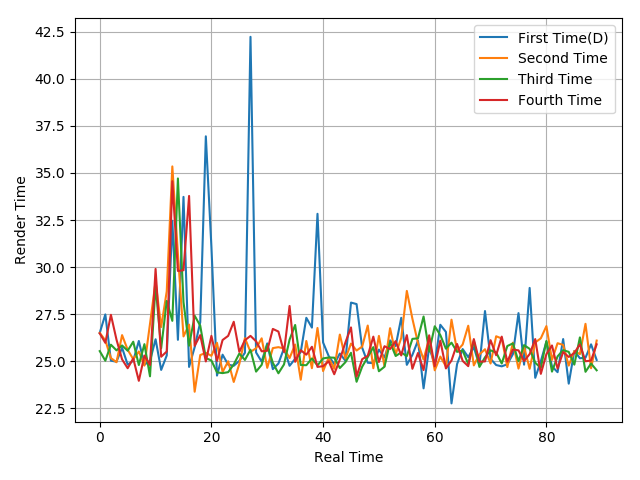 First Time(D)
Second Time
Third Time
Fourth Time
42.5
40.0
37.5
35.0
32.5
30.0
27.5
25.0
22.5
Render Time
0
20
40
60
80
Real Time